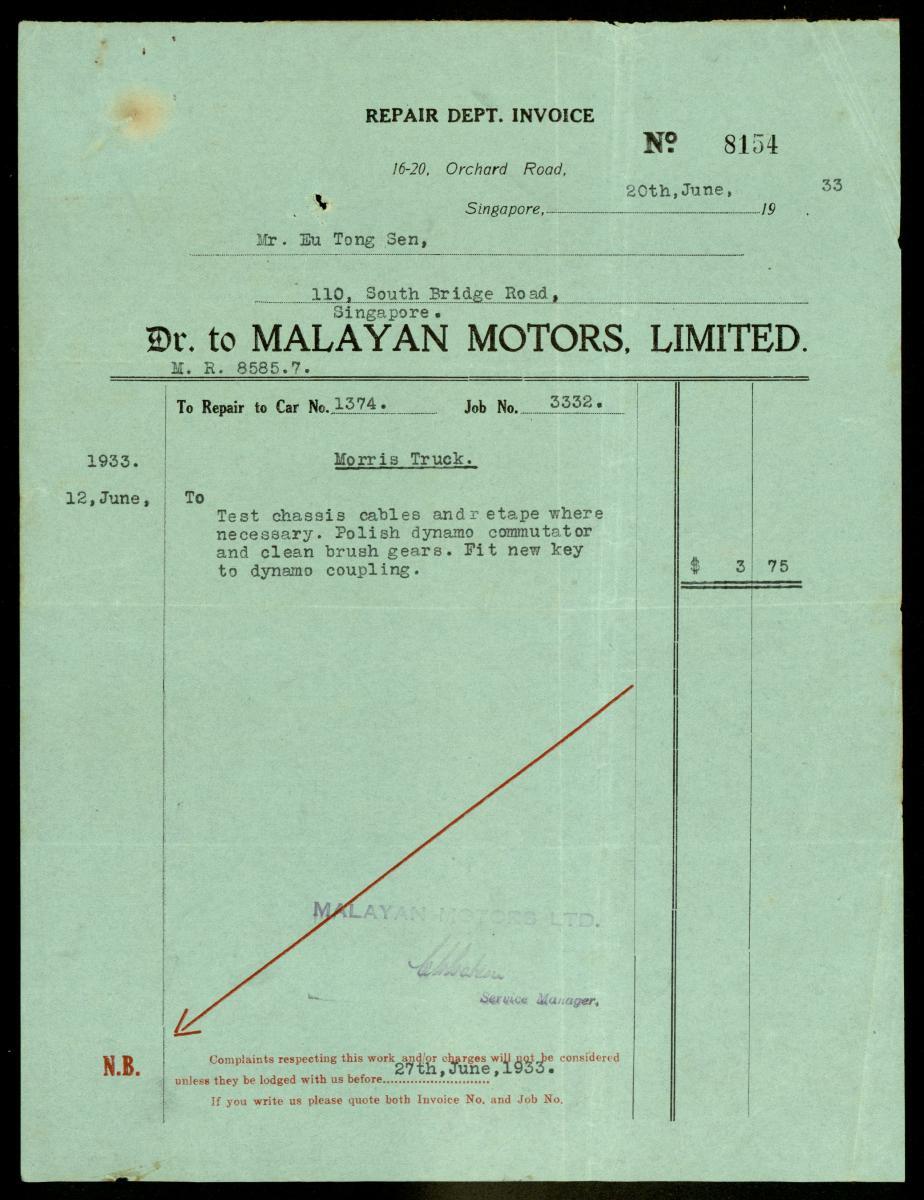 REPAIR DEPT. INVOICE
Nº 8154
16-20, Orchard Road,
Singapore, 20th,June, 19 33
Mr. Eu Tong Sen,
110, South Bridge Road,
Singapore.
Dr. to MALAYAN MOTORS, LIMITED.
M. R. 8585.7.
To Repair to Car No. 1374. Job No. 3332.
1933. Morris Truck.
12,June, To
Test chassis cables and retape where
necessary. Polish dynamo commutator
and clean brush gears. Fit new key
to dynamo coupling. $ 3 75
MALAYAN MOTORS LTD.
Service Manager.
N.B. Complaints respecting this work and/or charges will not be considered
unless they be lodged with us before 27th,June,1933.
If you write us please quote both Invoice No. and Job No.